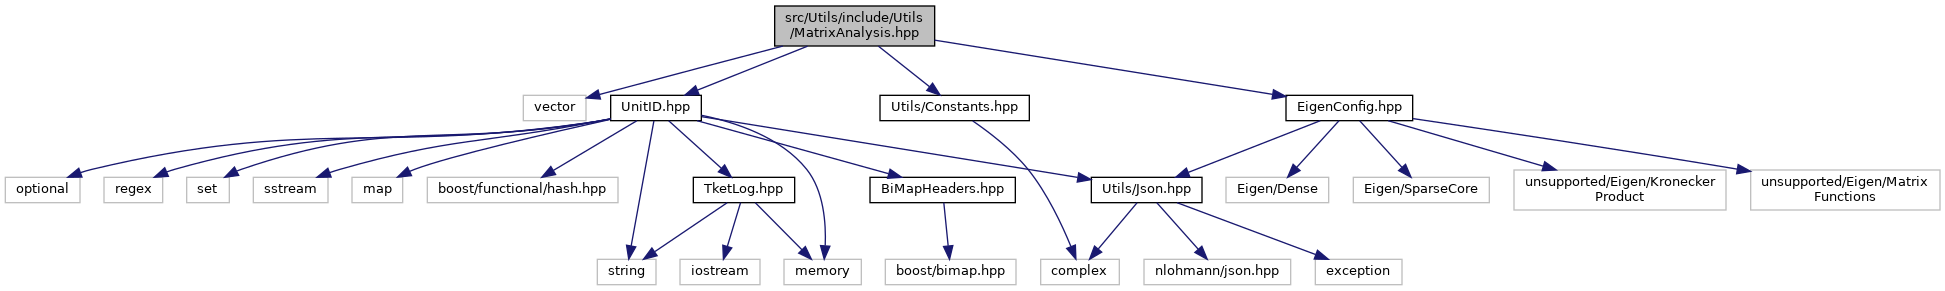 src/Utils/include/Utils
/MatrixAnalysis.hpp
vector
UnitID.hpp
Utils/Constants.hpp
EigenConfig.hpp
optional
regex
set
sstream
map
boost/functional/hash.hpp
TketLog.hpp
BiMapHeaders.hpp
Utils/Json.hpp
Eigen/Dense
Eigen/SparseCore
unsupported/Eigen/Kronecker
Product
unsupported/Eigen/Matrix
Functions
string
iostream
memory
boost/bimap.hpp
complex
nlohmann/json.hpp
exception